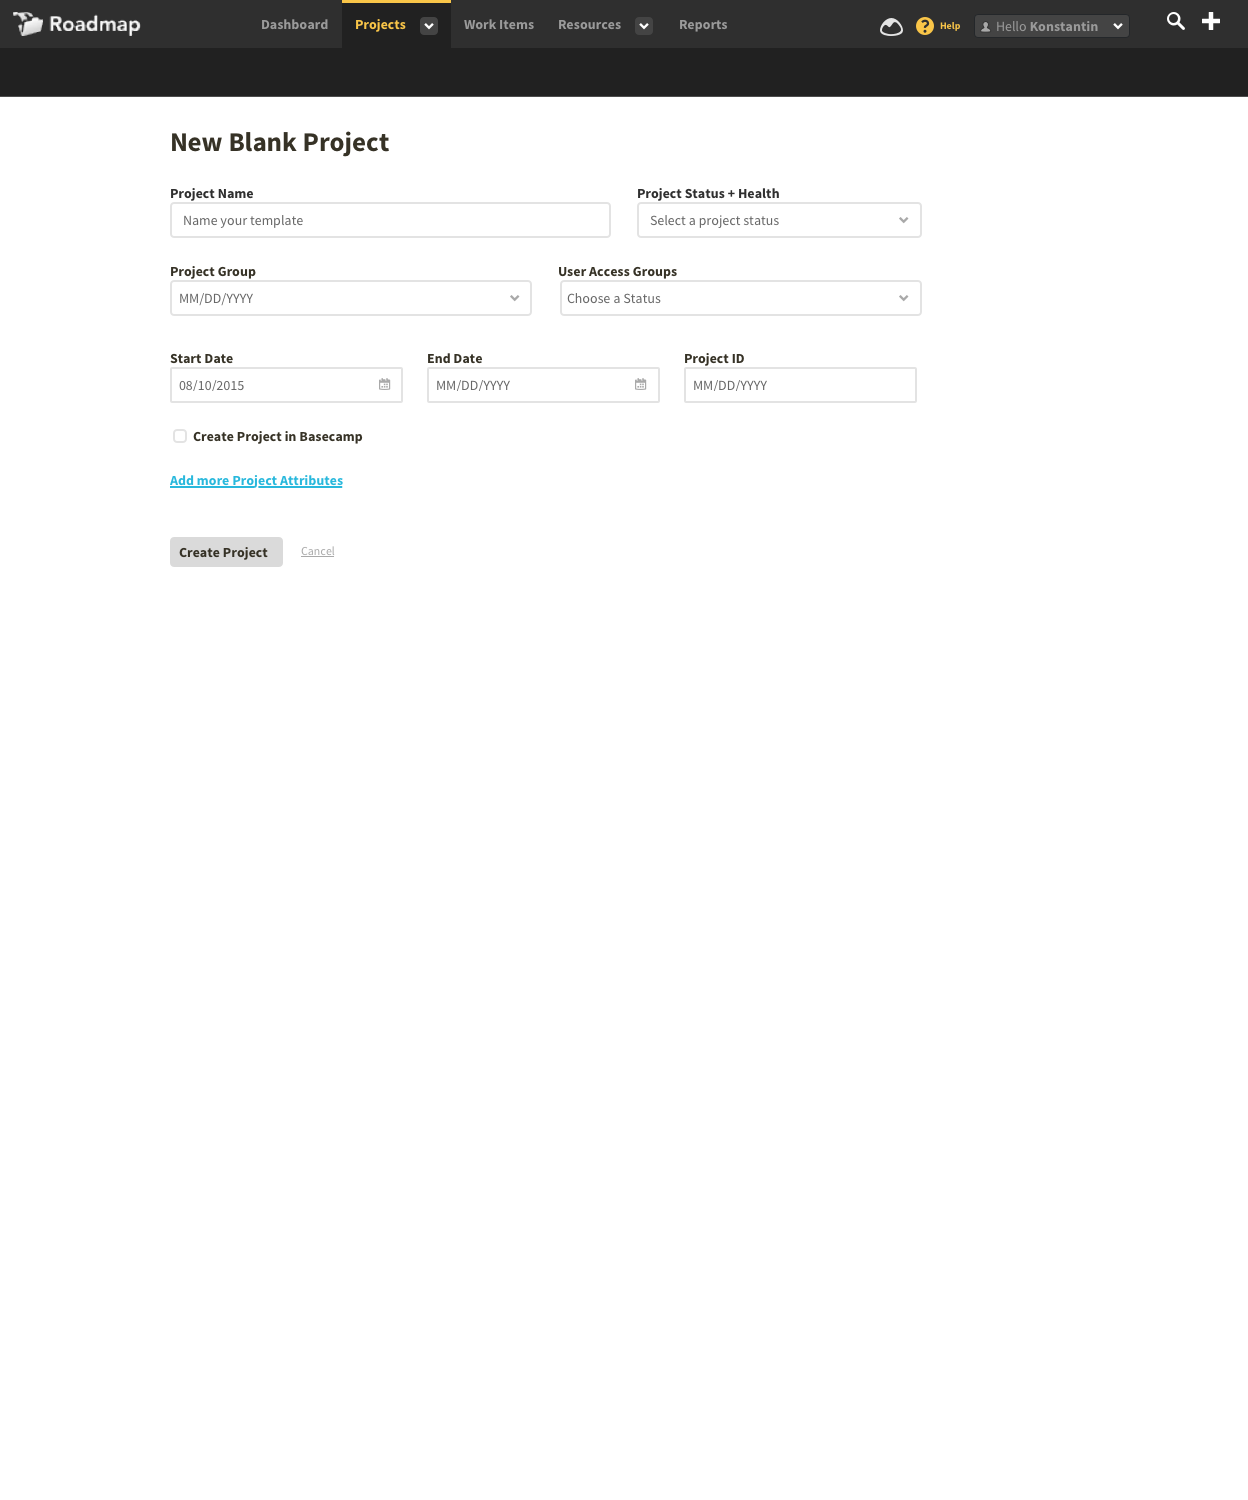 Roadmap
Dashboard
Projects
Work Items
Resources
Reports
? Help
Hello Konstantin
New Blank Project
Project Name
Project Status + Health
Name your template
Select a project status
Project Group
User Access Groups
MM/DD/YYYY
Choose a Status
Start Date
End Date
Project ID
08/10/2015
MM/DD/YYYY
MM/DD/YYYY
Create Project in Basecamp
Add more Project Attributes
Create Project
Cancel